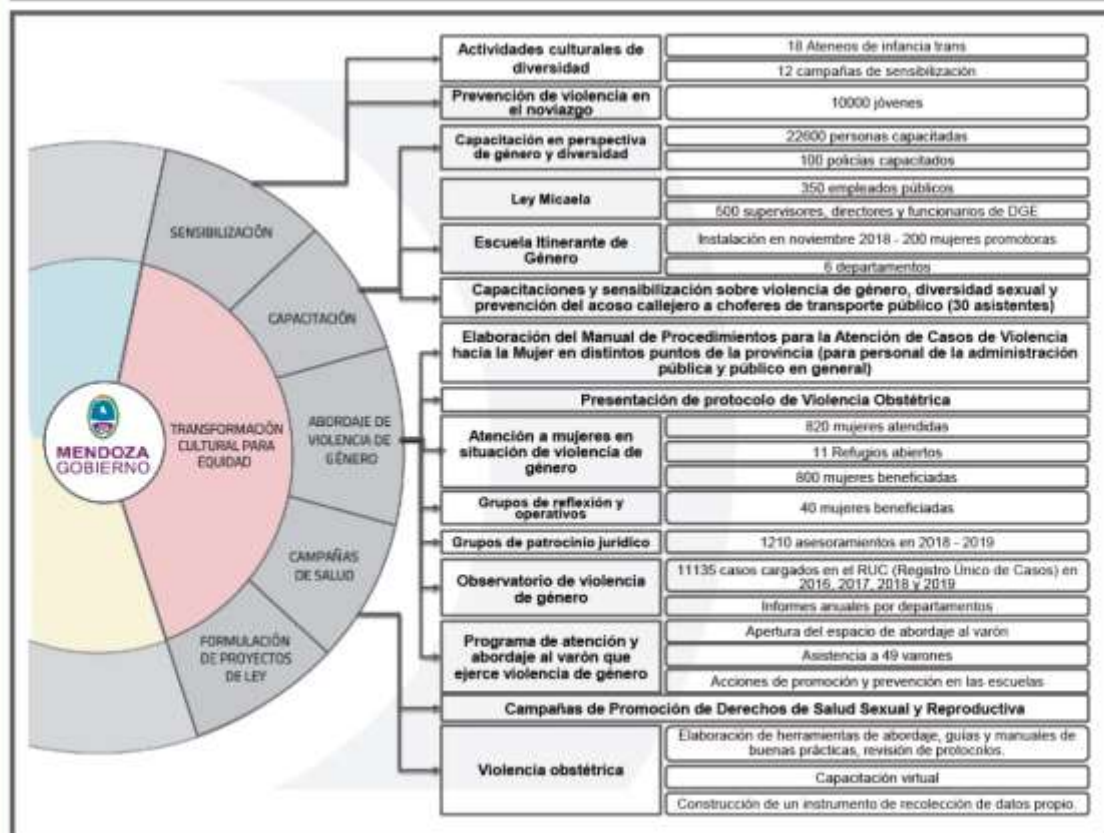 SENSIBILIZACIÓN
CAPACITACIÓN
ABORDAJE DE
VIOLENCIA DE
GÉNERO
CAMPAÑAS
DE SALUD
FORMULACIÓN
DE PROYECTOS
DE LEY
TRANSFORMACIÓN
CULTURAL PARA
EQUIDAD
MENDOZA
GOBIERNO
Actividades culturales de
diversidad
18 Ateneos de infancia trans
12 campañas de sensibilización
Prevención de violencia en
el noviazgo
10000 jóvenes
Capacitación en perspectiva
de género y diversidad
22600 personas capacitadas
100 policías capacitados
Ley Micaela
350 empleados públicos
500 supervisores, directores y funcionarios de DGE
Escuela Itinerante de
Género
Instalación en noviembre 2018 - 200 mujeres promotoras
6 departamentos
Capacitaciones y sensibilización sobre violencia de género, diversidad sexual y
prevención del acoso callejero a choferes de transporte público (30 asistentes)
Elaboración del Manual de Procedimientos para la Atención de Casos de Violencia
hacia la Mujer en distintos puntos de la provincia (para personal de la administración
pública y público en general)
Presentación de protocolo de Violencia Obstétrica
Atención a mujeres en
situación de violencia de
género
820 mujeres atendidas
11 Refugios abiertos
800 mujeres beneficiadas
Grupos de reflexión y
operativos
40 mujeres beneficiadas
Grupos de patrocinio jurídico
1210 asesoramientos en 2018 - 2019
Observatorio de violencia
de género
11135 casos cargados en el RUC (Registro Único de Casos) en
2016, 2017, 2018 y 2019
Informes anuales por departamentos
Programa de atención y
abordaje al varón que
ejerce violencia de género
Apertura del espacio de abordaje al varón
Asistencia a 49 varones
Acciones de promoción y prevención en las escuelas
Campañas de Promoción de Derechos de Salud Sexual y Reproductiva
Violencia obstétrica
Elaboración de herramientas de abordaje, guías y manuales de
buenas prácticas, revisión de protocolos.
Capacitación virtual
Construcción de un instrumento de recolección de datos propio.